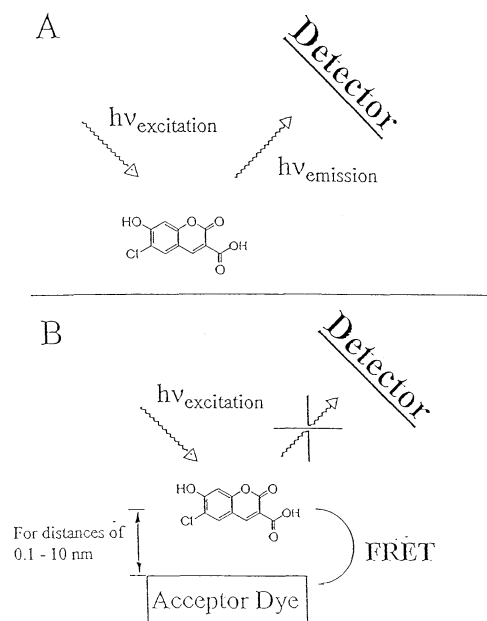 A
Detector
hνexcitation
hνemission
HO
O
O
Cl
OH
O
B
Detector
hνexcitation
HO
O
O
Cl
OH
O
For distances of
0.1 - 10 nm
FRET
Acceptor Dye